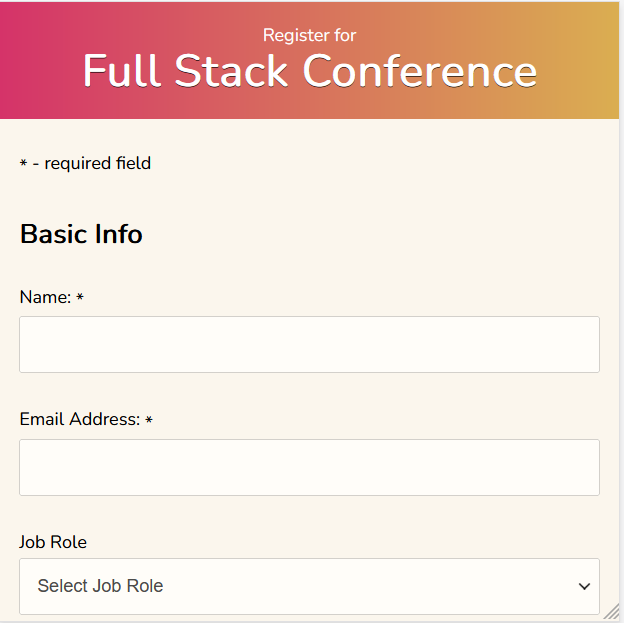 Register for
Full Stack Conference
* - required field
Basic Info
Name: *
Email Address: *
Job Role
Select Job Role